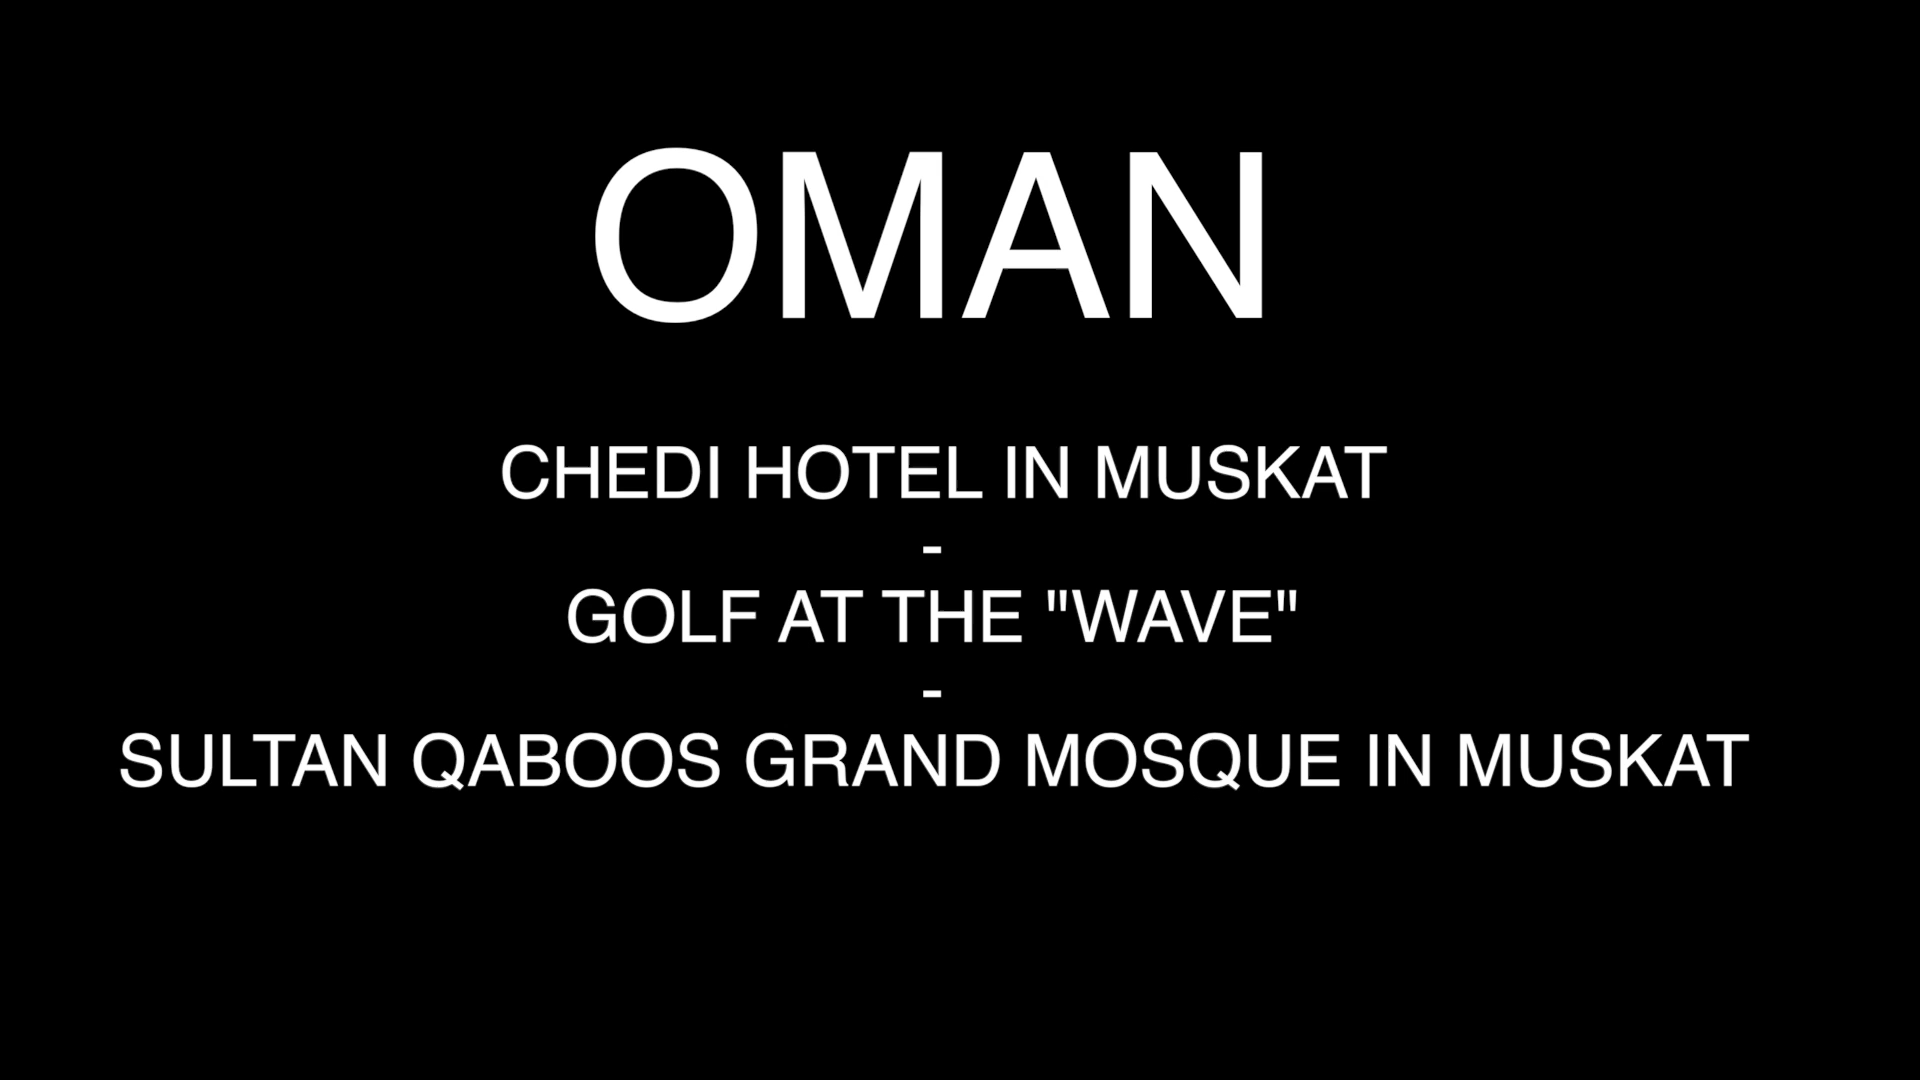 OMAN
CHEDI HOTEL IN MUSKAT
-
GOLF AT THE "WAVE"
-
SULTAN QABOOS GRAND MOSQUE IN MUSKAT